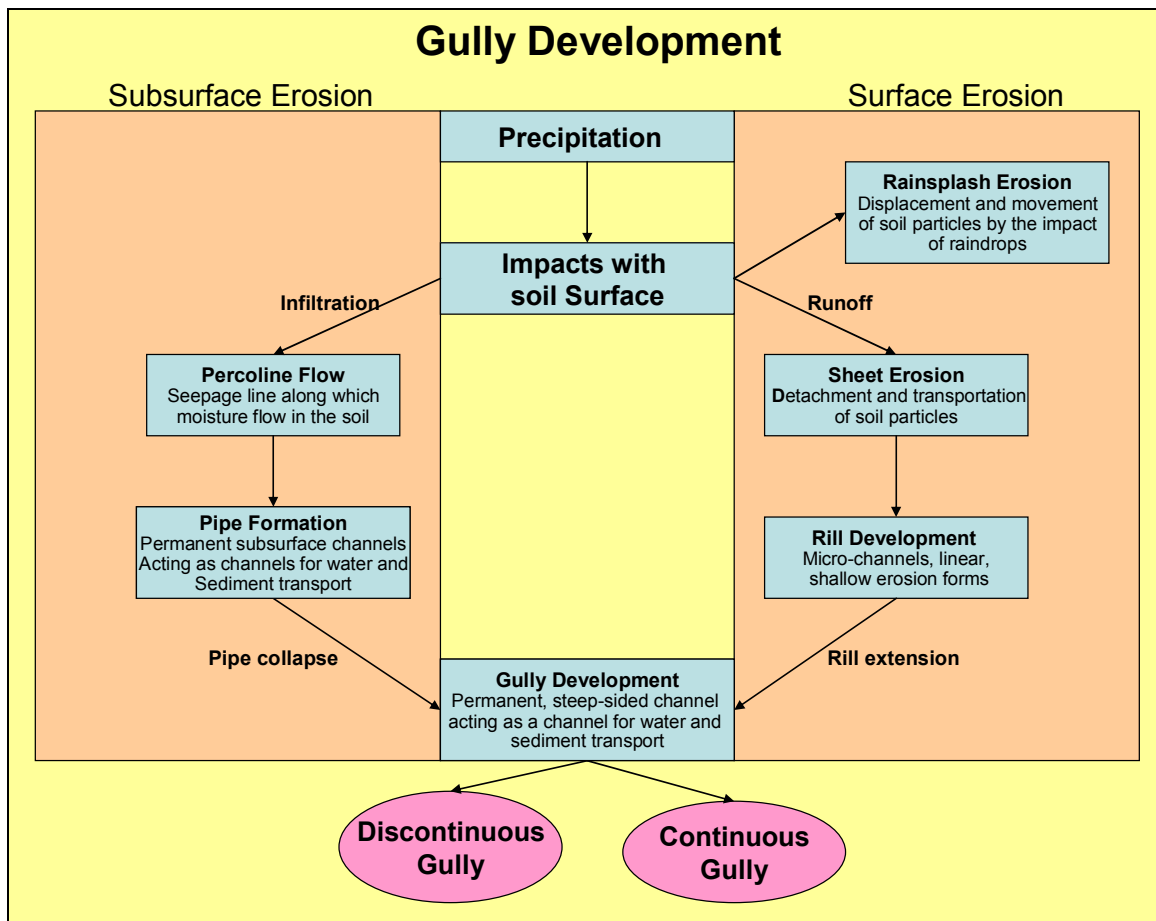 Gully Development
Subsurface Erosion
Surface Erosion
Precipitation
Rainsplash Erosion
Displacement and movement
of soil particles by the impact
of raindrops
Impacts with
soil Surface
Infiltration
Runoff
Percoline Flow
Seepage line along which
moisture flow in the soil
Sheet Erosion
Detachment and transportation
of soil particles
Pipe Formation
Permanent subsurface channels
Acting as channels for water and
Sediment transport
Rill Development
Micro-channels, linear,
shallow erosion forms
Pipe collapse
Rill extension
Gully Development
Permanent, steep-sided channel
acting as a channel for water and
sediment transport
Discontinuous
Gully
Continuous
Gully